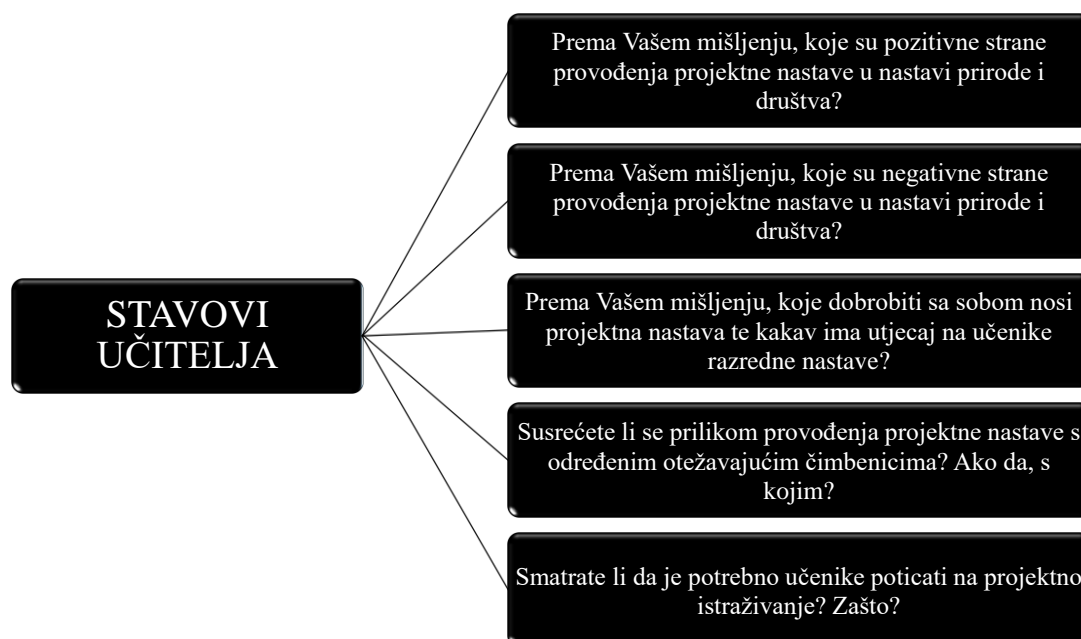 STAVOVI
UČITELJA
Prema Vašem mišljenju, koje su pozitivne strane
provođenja projektne nastave u nastavi prirode i
društva?
Prema Vašem mišljenju, koje su negativne strane
provođenja projektne nastave u nastavi prirode i
društva?
Prema Vašem mišljenju, koje dobrobiti sa sobom nosi
projektna nastava te kakav ima utjecaj na učenike
razredne nastave?
Susrećete li se prilikom provođenja projektne nastave s
određenim otežavajućim čimbenicima? Ako da, s
kojim?
Smatrate li da je potrebno učenike poticati na projektno
istraživanje? Zašto?